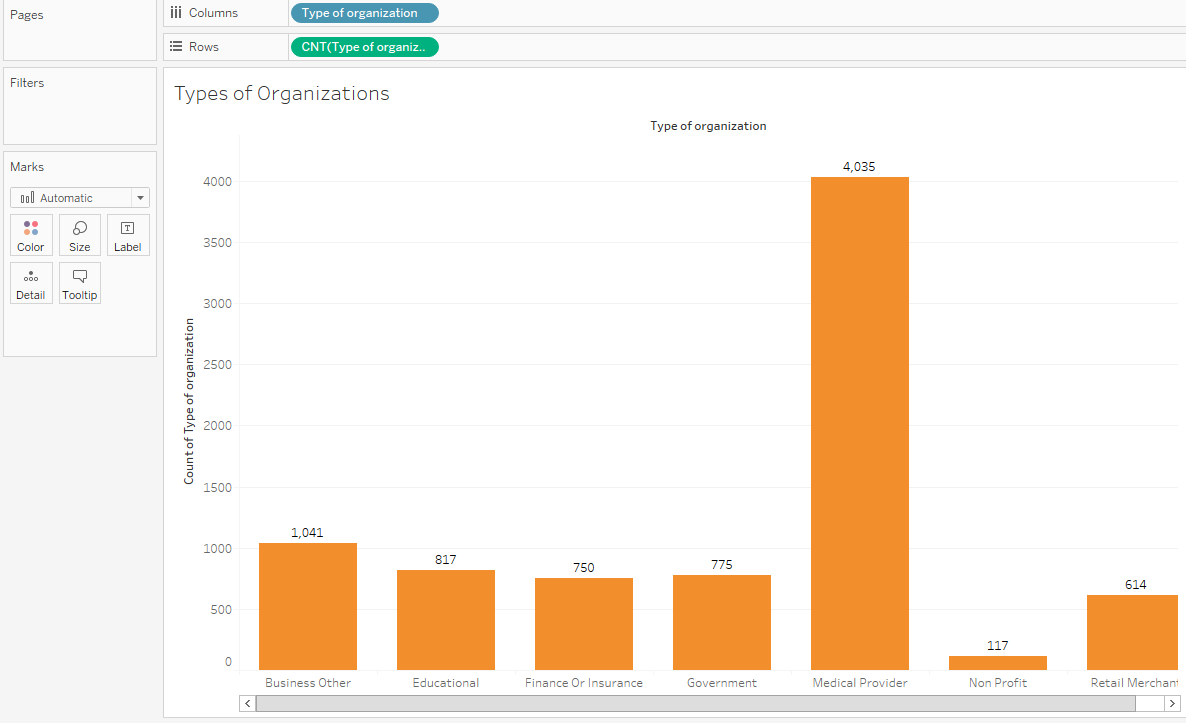 Pages
Columns
Type of organization
Rows
CNT(Type of organiz..
Filters
Marks
Automatic
Color
Size
Label
Detail
Tooltip
Types of Organizations
Type of organization
Count of Type of organization
4000
3500
3000
2500
2000
1500
1000
500
0
1,041
817
750
775
4,035
117
614
Business Other
Educational
Finance Or Insurance
Government
Medical Provider
Non Profit
Retail Merchant